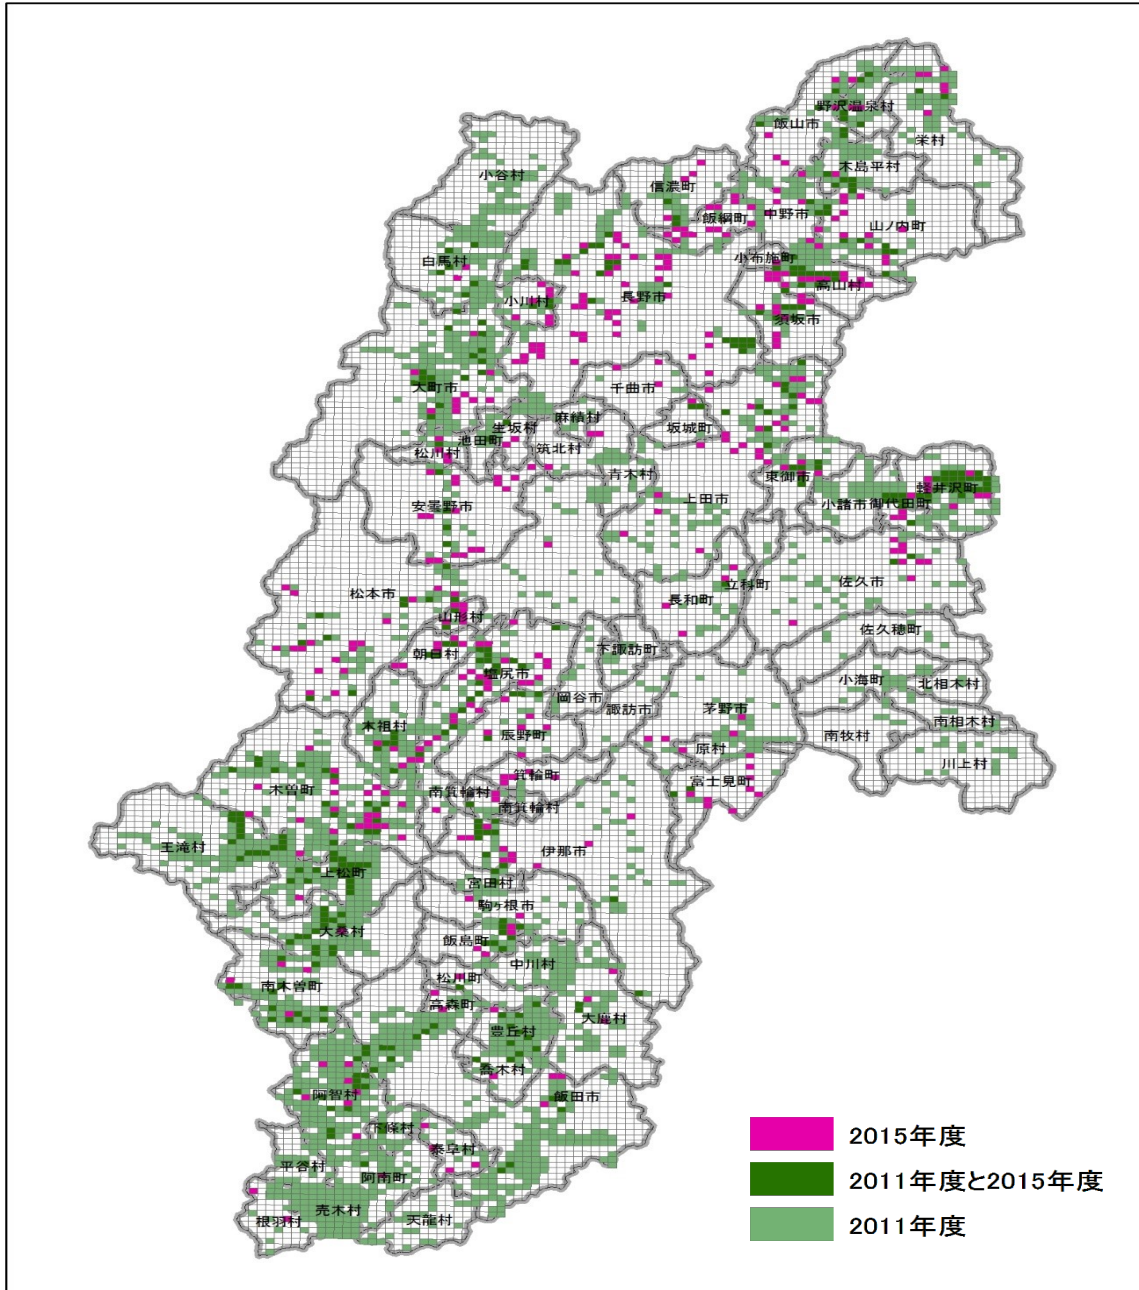 野沢温泉村
飯山市
栄村
木島平村
小谷村
信濃町
飯綱町
中野市
山ノ内町
白馬村
小布施町
高山村
小川村
長野市
須坂市
大町市
千曲市
麻績村
生坂村
坂城町
池田町
松川村
筑北村
青木村
東御市
軽井沢町
上田市
小諸市
御代田町
安曇野市
佐久市
立科町
松本市
長和町
山形村
佐久穂町
朝日村
下諏訪町
塩尻市
小海町
北相木村
岡谷市
諏訪市
茅野市
木祖村
南相木村
辰野町
南牧村
原村
川上村
箕輪町
富士見町
木曽町
南箕輪村
南箕輪村
王滝村
伊那市
上松町
宮田村
駒ヶ根市
大桑村
飯島町
中川村
松川町
南木曽町
高森町
大鹿村
豊丘村
喬木村
阿智村
飯田市
下條村
泰阜村
平谷村
阿南町
売木村
根羽村
天龍村
2015年度
2011年度と2015年度
2011年度